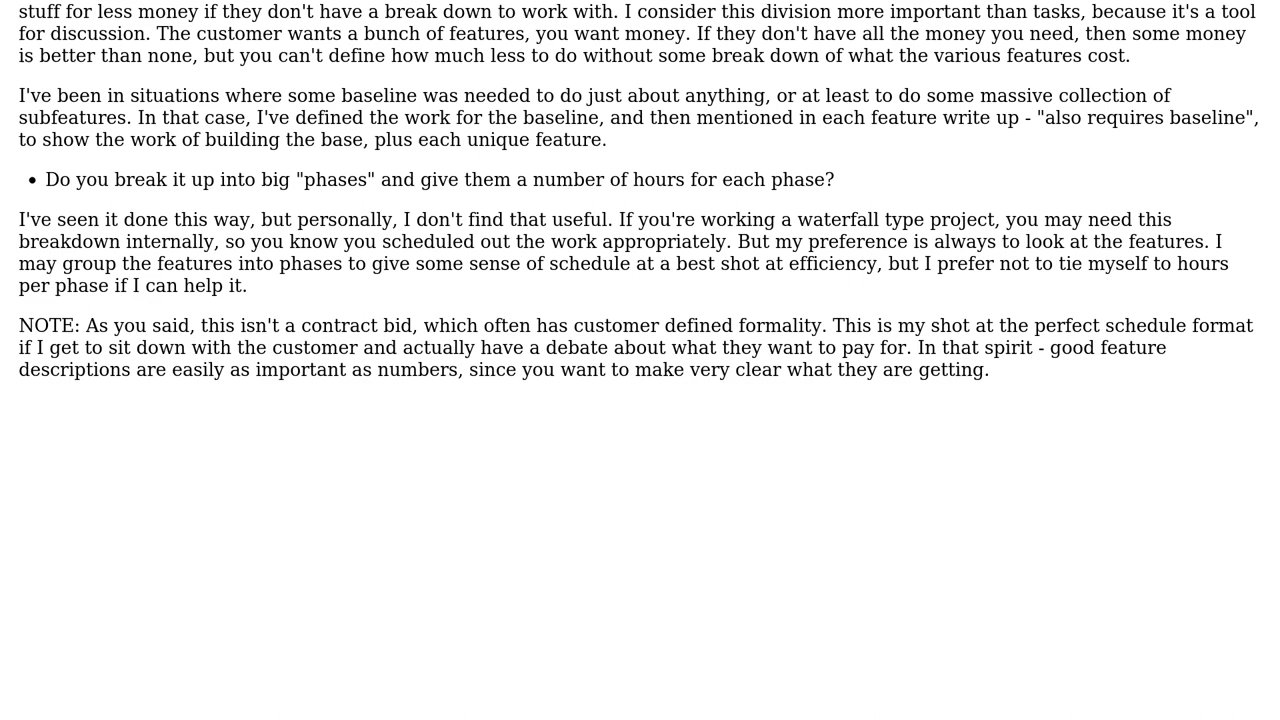 stuff for less money if they don't have a break down to work with. I consider this division more important than tasks, because it's a tool
for discussion. The customer wants a bunch of features, you want money. If they don't have all the money you need, then some money
is better than none, but you can't define how much less to do without some break down of what the various features cost.
I've been in situations where some baseline was needed to do just about anything, or at least to do some massive collection of
subfeatures. In that case, I've defined the work for the baseline, and then mentioned in each feature write up - "also requires baseline",
to show the work of building the base, plus each unique feature.
• Do you break it up into big "phases" and give them a number of hours for each phase?
I've seen it done this way, but personally, I don't find that useful. If you're working a waterfall type project, you may need this
breakdown internally, so you know you scheduled out the work appropriately. But my preference is always to look at the features. I
may group the features into phases to give some sense of schedule at a best shot at efficiency, but I prefer not to tie myself to hours
per phase if I can help it.
NOTE: As you said, this isn't a contract bid, which often has customer defined formality. This is my shot at the perfect schedule format
if I get to sit down with the customer and actually have a debate about what they want to pay for. In that spirit - good feature
descriptions are easily as important as numbers, since you want to make very clear what they are getting.